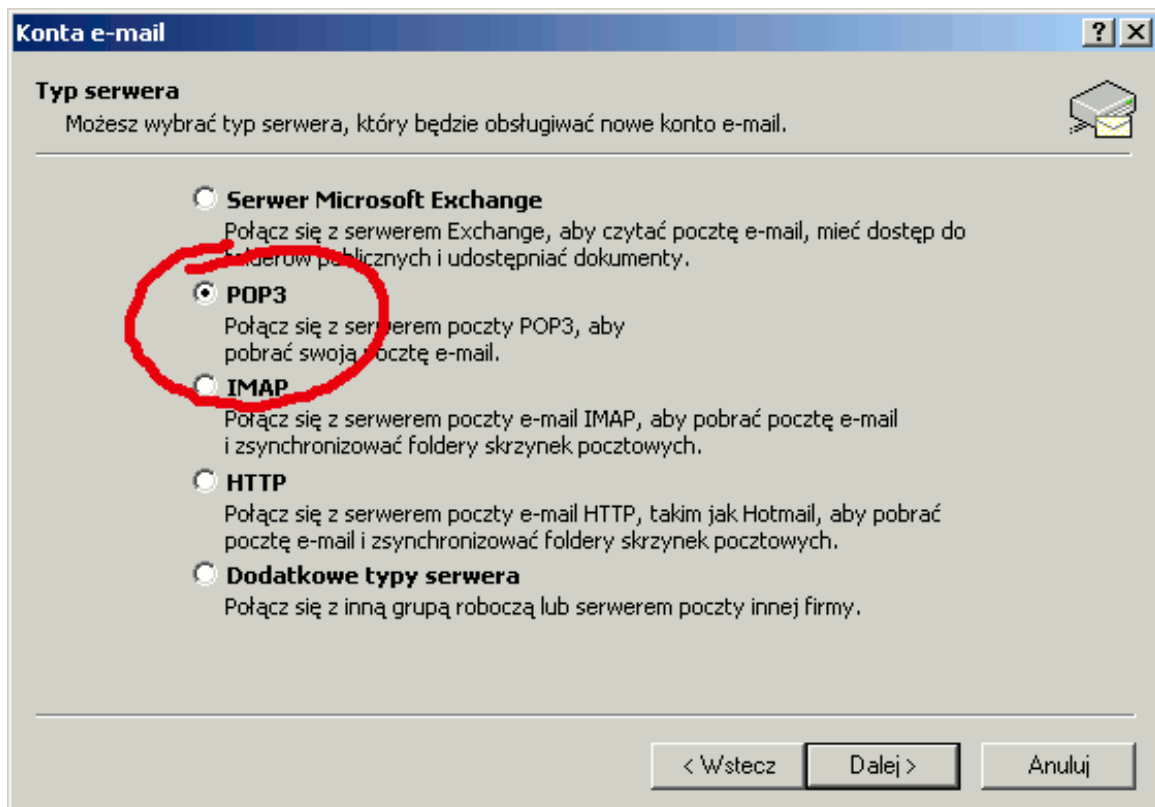 Konta e-mail
Typ serwera
Możesz wybrać typ serwera, który będzie obsługiwać nowe konto e-mail.
Serwer Microsoft Exchange
Połącz się z serwerem Exchange, aby czytać pocztę e-mail, mieć dostęp do
folderów publicznych i udostępniać dokumenty.
POP3
Połącz się z serwerem poczty POP3, aby
pobrać swoją pocztę e-mail.
IMAP
Połącz się z serwerem poczty e-mail IMAP, aby pobrać pocztę e-mail
i zsynchronizować foldery skrzynek pocztowych.
HTTP
Połącz się z serwerem poczty e-mail HTTP, takim jak Hotmail, aby pobrać
pocztę e-mail i zsynchronizować foldery skrzynek pocztowych.
Dodatkowe typy serwera
Połącz się z inną grupą roboczą lub serwerem poczty innej firmy.
< Wstecz
Dalej >
Anuluj